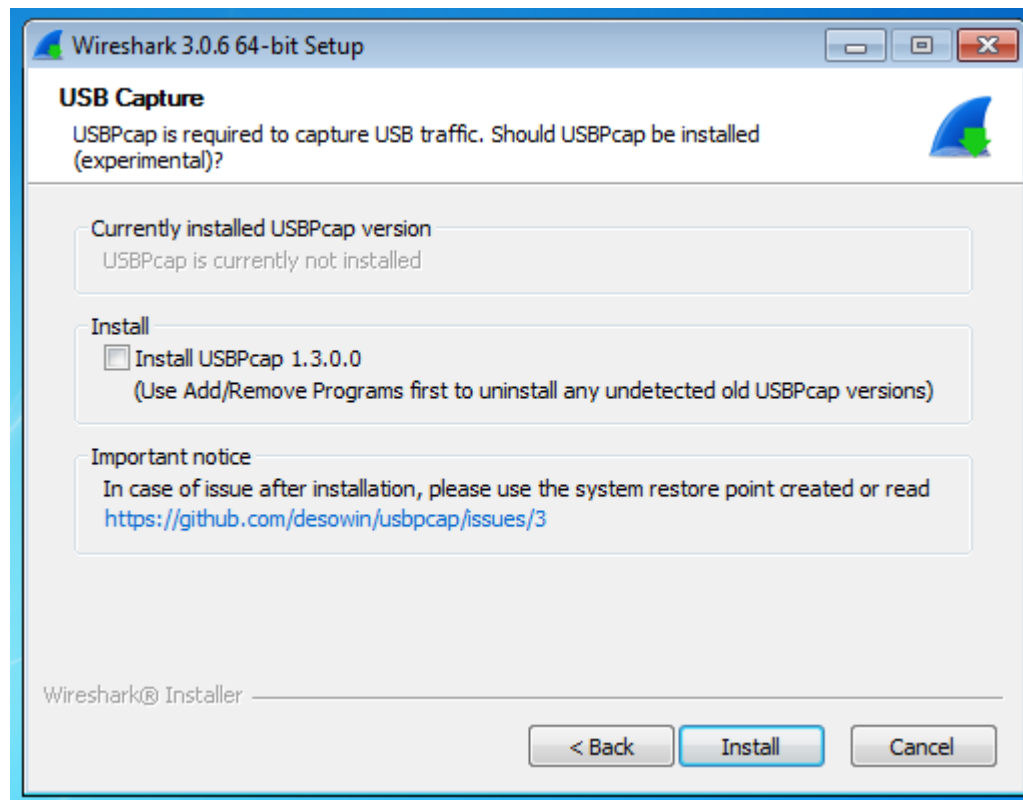 Wireshark 3.0.6 64-bit Setup
USB Capture
USBPcap is required to capture USB traffic. Should USBPcap be installed
(experimental)?
Currently installed USBPcap version
USBPcap is currently not installed
Install
Install USBPcap 1.3.0.0
(Use Add/Remove Programs first to uninstall any undetected old USBPcap versions)
Important notice
In case of issue after installation, please use the system restore point created or read
https://github.com/desowin/usbpcap/issues/3
Wireshark® Installer
< Back
Install
Cancel